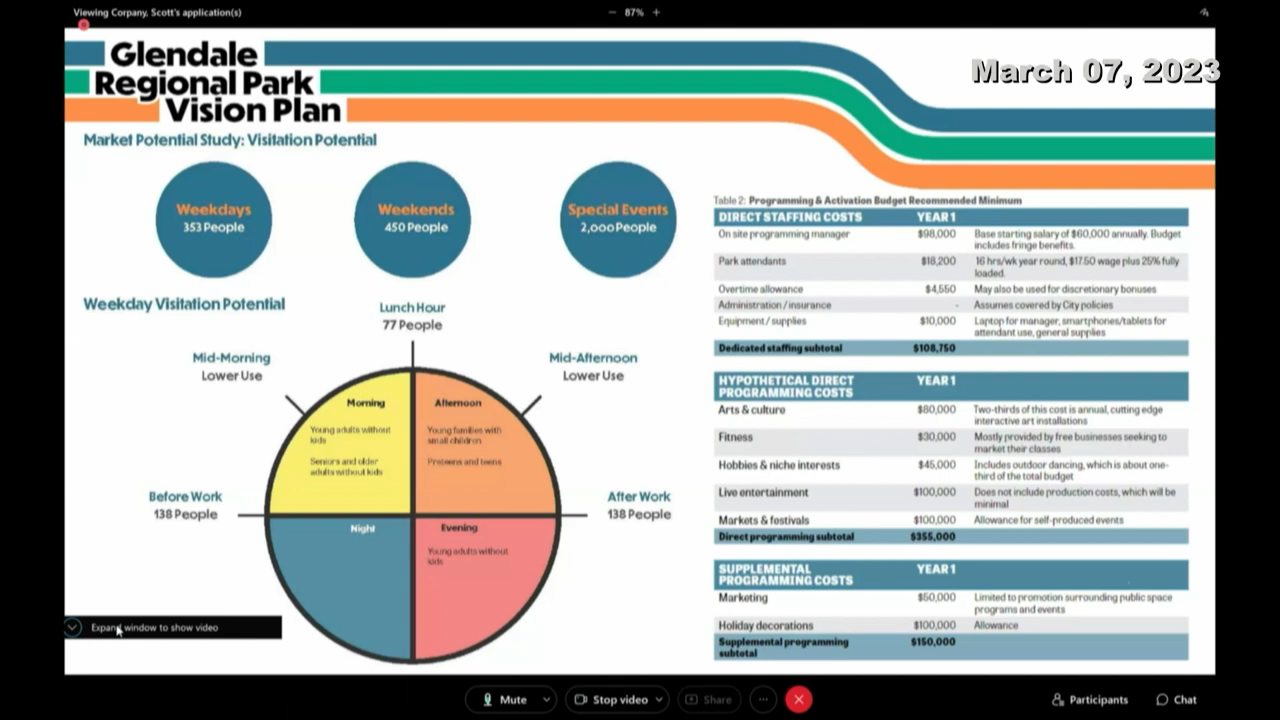 Viewing Corpany, Scott's application(s)
87%
March 07, 2023
Glendale
Regional Park
Vision Plan
Market Potential Study: Visitation Potential
Weekdays
353 People
Weekends
450 People
Special Events
2,000 People
Weekday Visitation Potential
Lunch Hour
77 People
Mid-Morning
Lower Use
Mid-Afternoon
Lower Use
Morning
Young adults without
kids
Seniors and older
adults without kids
Afternoon
Young families with
small children
Preteens and teens
Before Work
138 People
After Work
138 People
Night
Evening
Young adults without
kids
Table 2: Programming & Activation Budget Recommended Minimum
DIRECT STAFFING COSTS YEAR 1
On site programming manager $98,000 Base starting salary of $60,000 annually. Budget
includes fringe benefits.
Park attendants $18,200 16 hrs/wk year round, $17.50 wage plus 25% fully
loaded.
Overtime allowance $4,550 May also be used for discretionary bonuses
Administration / insurance - Assumes covered by City policies
Equipment / supplies $10,000 Laptop for manager, smartphones/tablets for
attendant use, general supplies
Dedicated staffing subtotal $108,750
HYPOTHETICAL DIRECT YEAR 1
PROGRAMMING COSTS
Arts & culture $80,000 Two-thirds of this cost is annual, cutting edge
interactive art installations
Fitness $30,000 Mostly provided by free businesses seeking to
market their classes
Hobbies & niche interests $45,000 Includes outdoor dancing, which is about one-
third of the total budget
Live entertainment $100,000 Does not include production costs, which will be
minimal
Markets & festivals $100,000 Allowance for self-produced events
Direct programming subtotal $355,000
SUPPLEMENTAL YEAR 1
PROGRAMMING COSTS
Marketing $50,000 Limited to promotion surrounding public space
programs and events
Holiday decorations $100,000 Allowance
Supplemental programming $150,000
subtotal
Expand window to show video
Mute
Stop video
Share
Participants
Chat